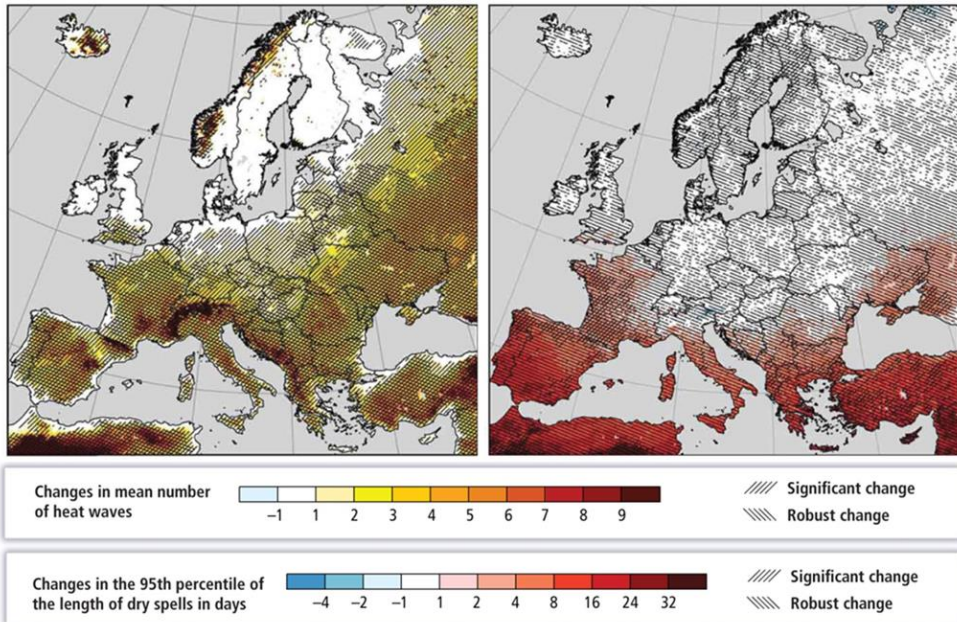 Changes in mean number
of heat waves
–1 1 2 3 4 5 6 7 8 9
Significant change
Robust change
Changes in the 95th percentile of
the length of dry spells in days
–4 –2 –1 1 2 4 8 16 24 32
Significant change
Robust change